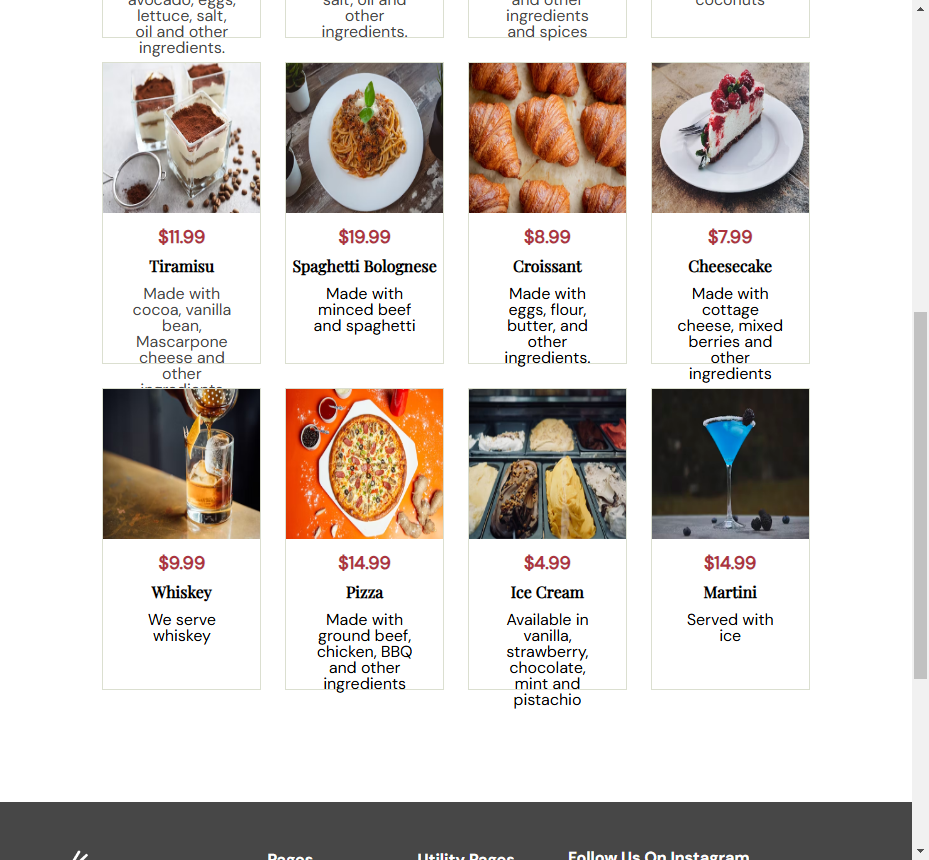 avocado, eggs,
lettuce, salt,
oil and other
ingredients.
salt, oil and
other
ingredients.
and other
ingredients
and spices
coconuts
$11.99
Tiramisu
Made with
cocoa, vanilla
bean,
Mascarpone
cheese and
other
ingredients
$19.99
Spaghetti Bolognese
Made with
minced beef
and spaghetti
$8.99
Croissant
Made with
eggs, flour,
butter, and
other
ingredients.
$7.99
Cheesecake
Made with
cottage
cheese, mixed
berries and
other
ingredients
$9.99
Whiskey
We serve
whiskey
$14.99
Pizza
Made with
ground beef,
chicken, BBQ
and other
ingredients
$4.99
Ice Cream
Available in
vanilla,
strawberry,
chocolate,
mint and
pistachio
$14.99
Martini
Served with
ice
Pages
Utility Pages
Follow Us On Instagram